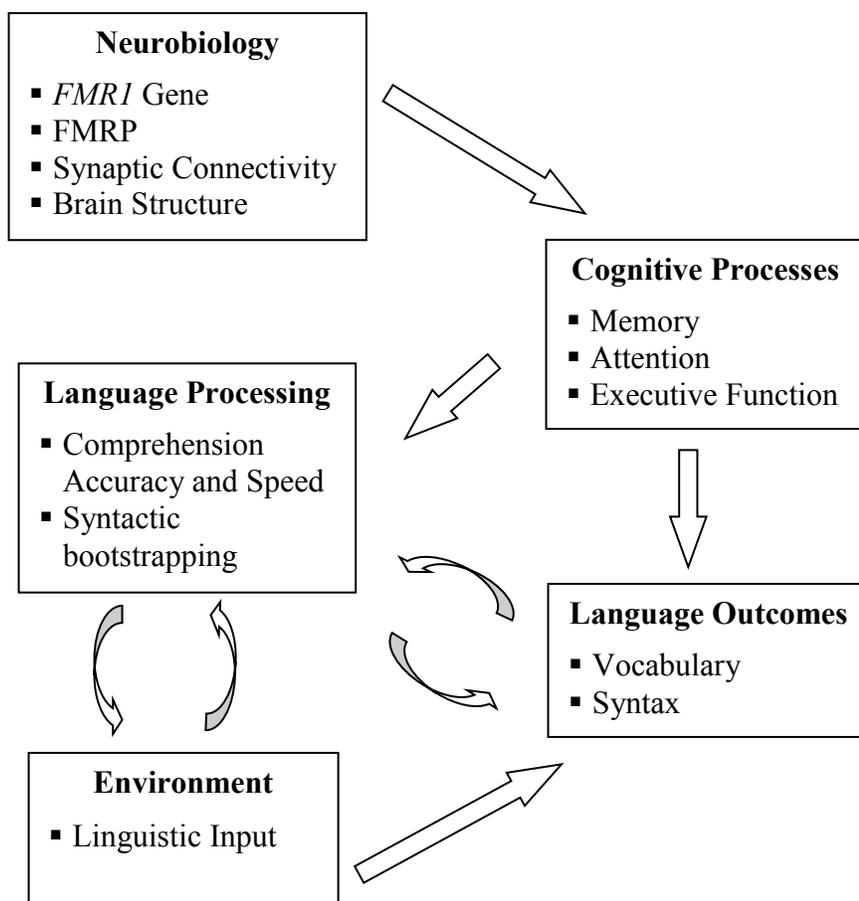 Neurobiology
▪ FMR1 Gene
▪ FMRP
▪ Synaptic Connectivity
▪ Brain Structure
Cognitive Processes
▪ Memory
▪ Attention
▪ Executive Function
Language Processing
▪ Comprehension
Accuracy and Speed
▪ Syntactic
bootstrapping
Language Outcomes
▪ Vocabulary
▪ Syntax
Environment
▪ Linguistic Input